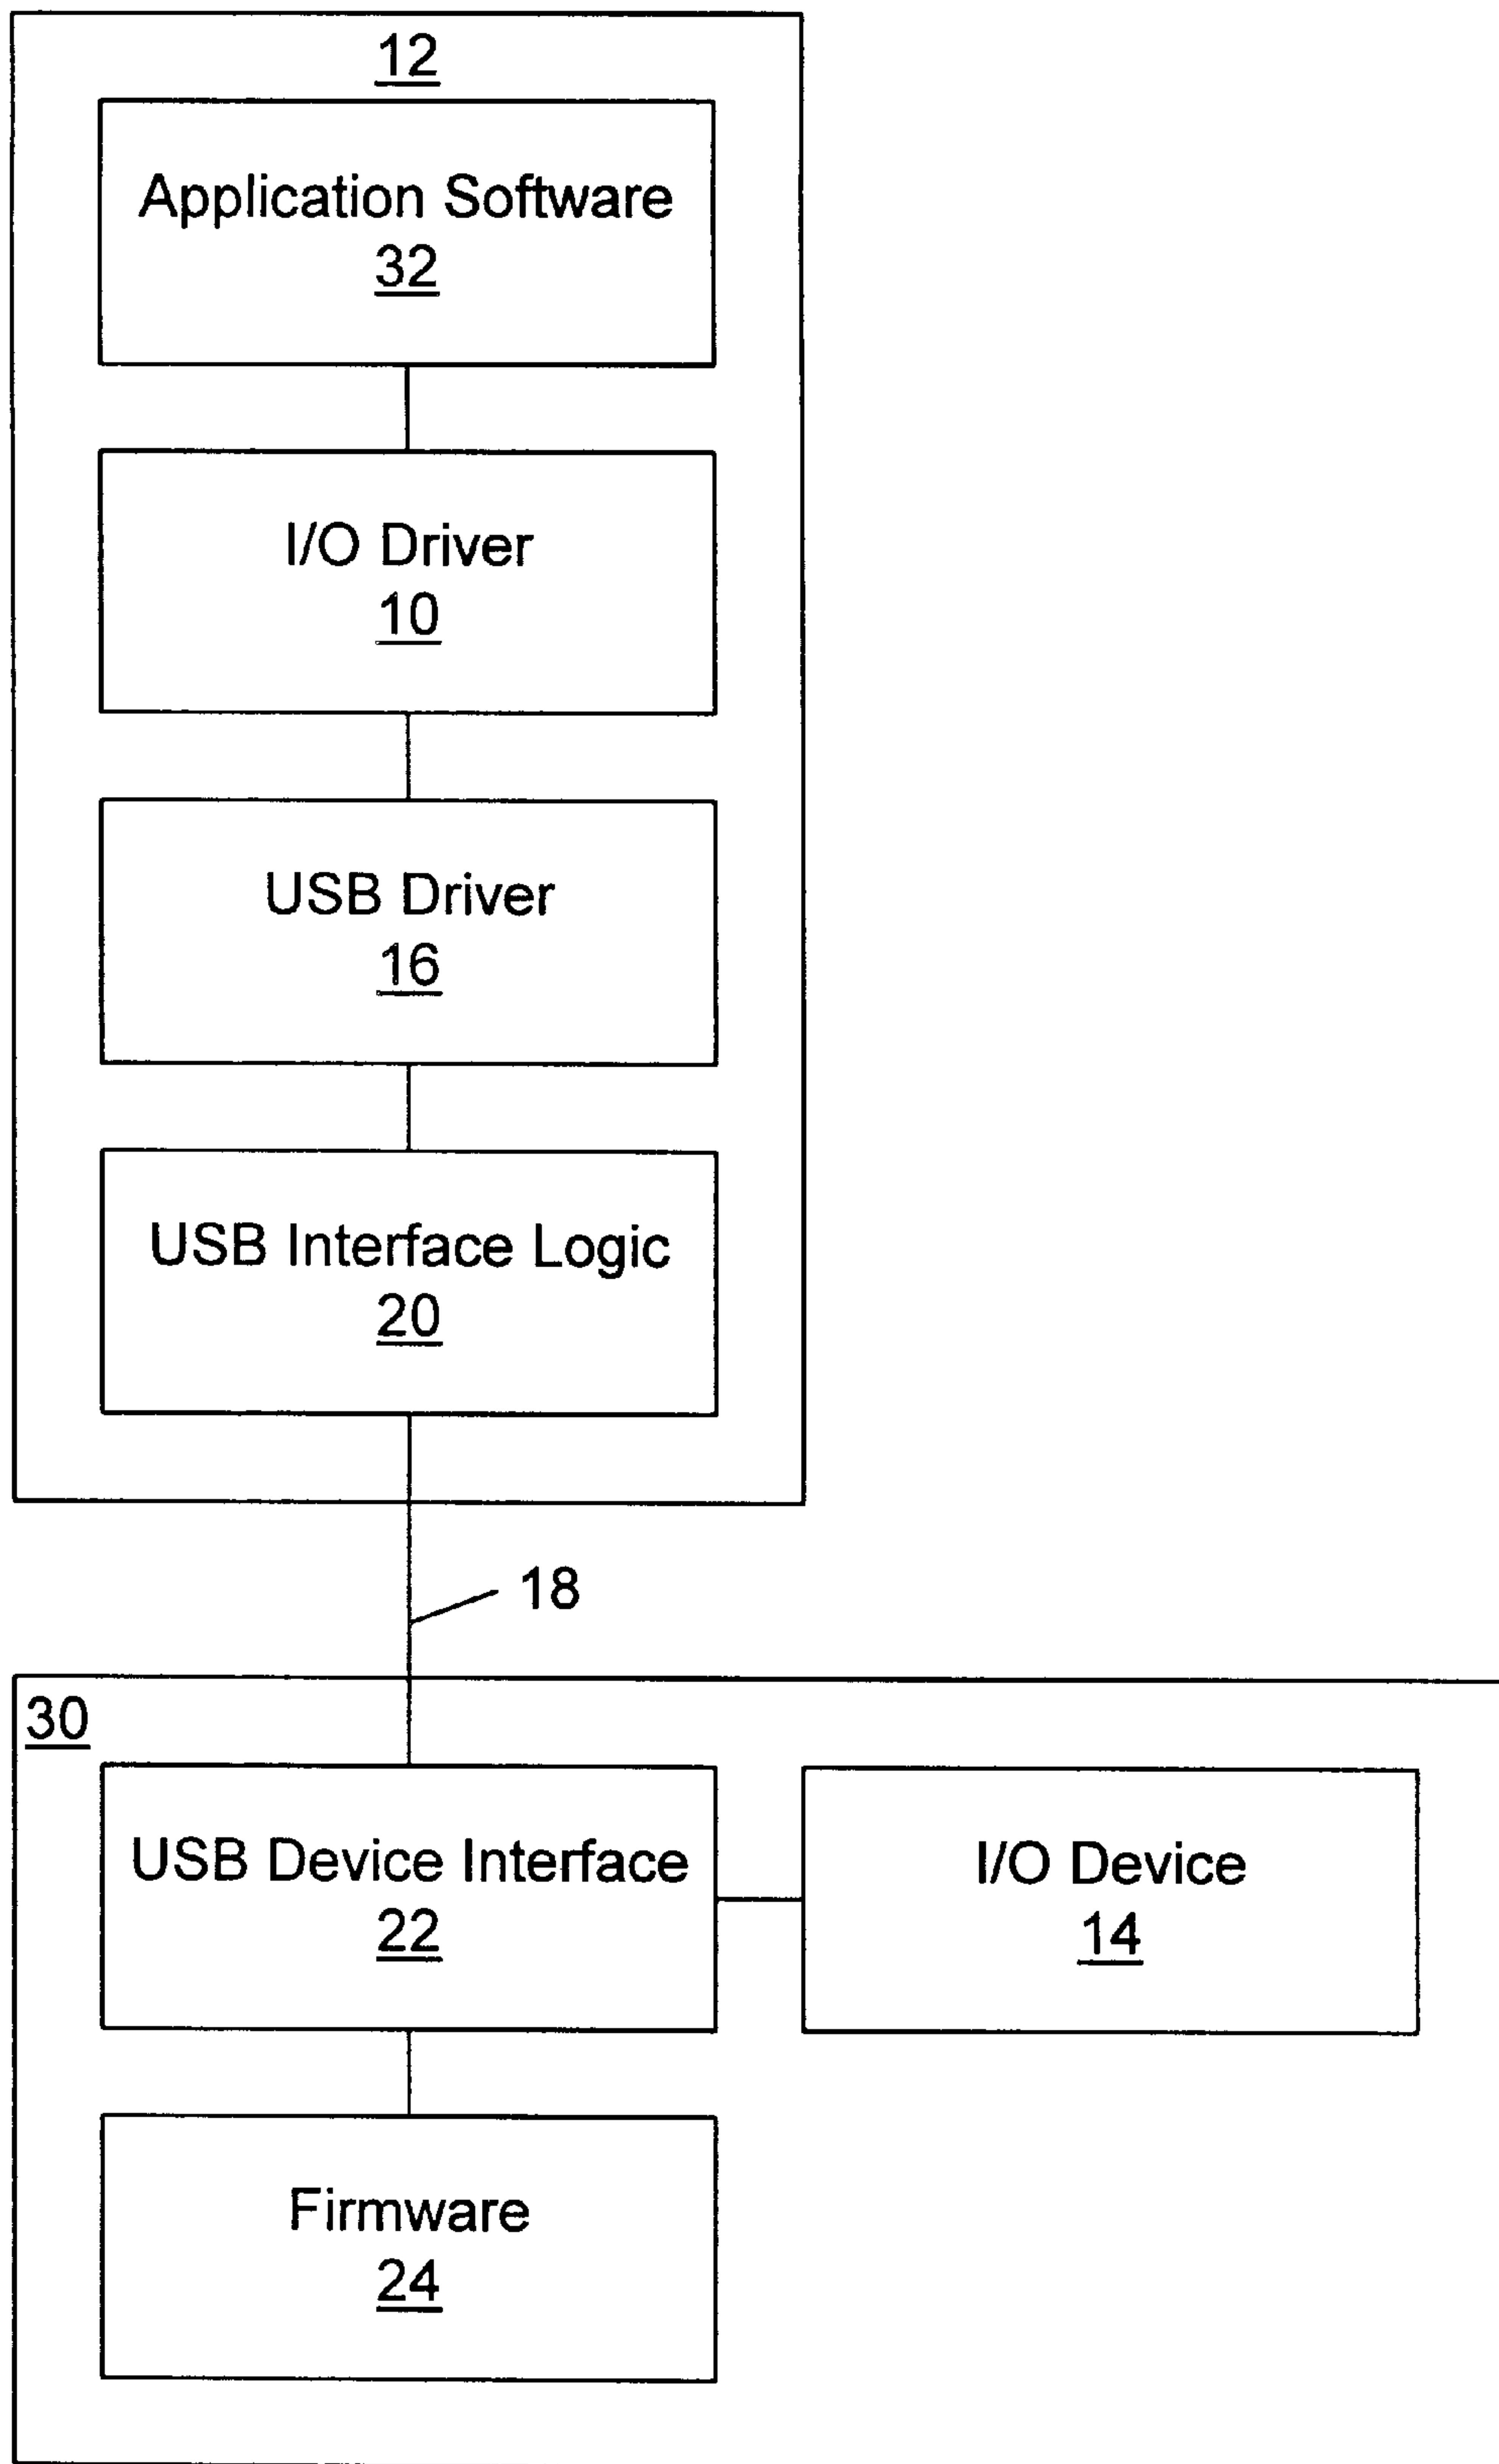 12
Application Software
32
I/O Driver
10
USB Driver
16
USB Interface Logic
20
18
30
USB Device Interface
22
I/O Device
14
Firmware
24